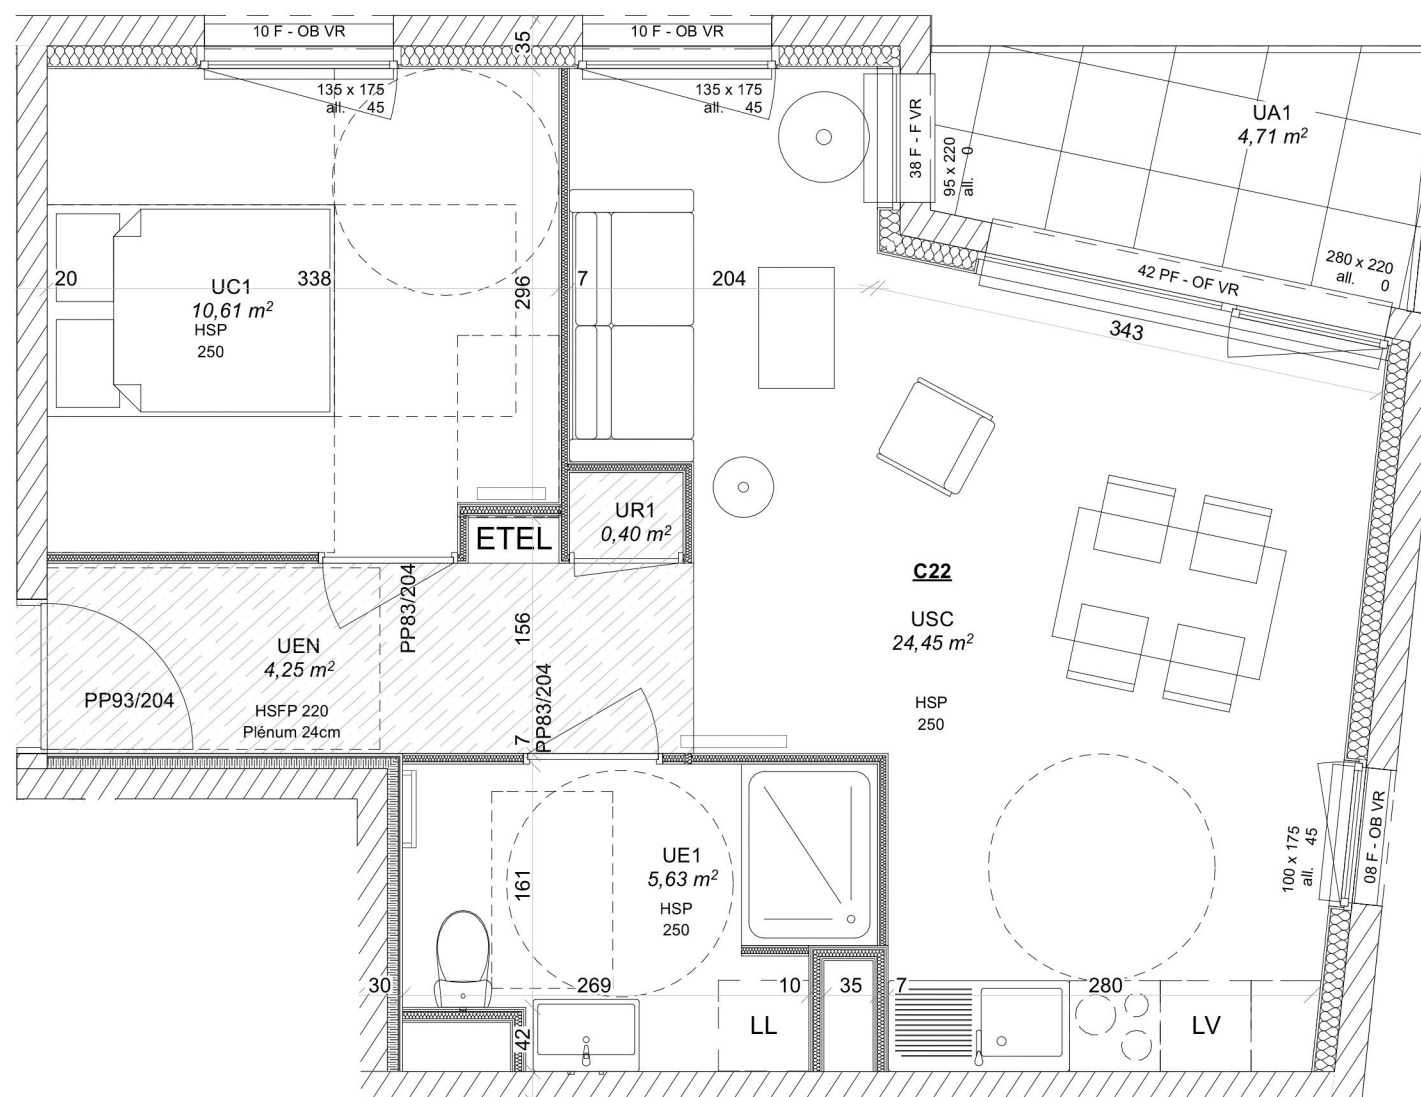 10 F - OB VR
10 F - OB VR
35
135 x 175
all. 45
135 x 175
all. 45
38 F - F VR
95 x 220
all. 0
UA1
4,71 m²
280 x 220
all. 0
42 PF - OF VR
20
338
296
7
204
343
UC1
10,61 m²
HSP
250
ETEL
UR1
0,40 m²
C22
USC
24,45 m²
HSP
250
PP83/204
156
UEN
4,25 m²
HSFP 220
Plénum 24cm
PP93/204
PP83/204
7
UE1
5,63 m²
HSP
250
161
100 x 175
all. 45
08 F - OB VR
30
269
10
35
7
280
LL
LV
42